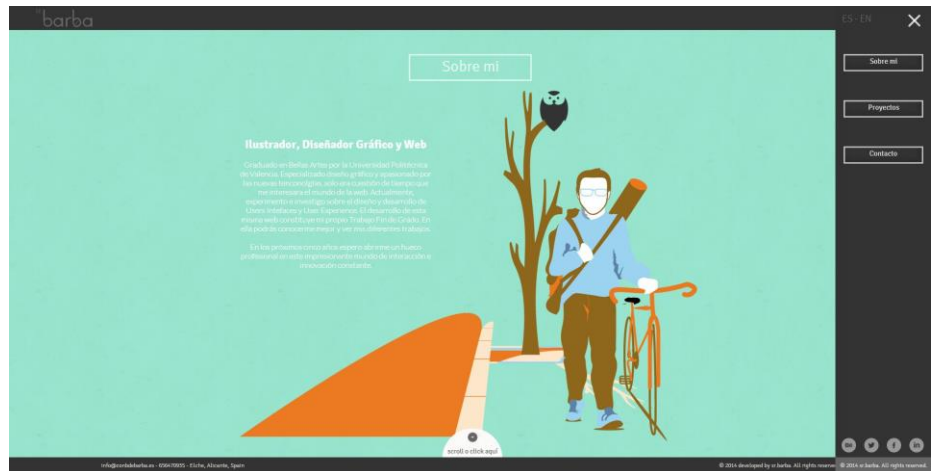 barba
ES - EN
Sobre mi
Sobre mi
Proyectos
Contacto
Ilustrador, Diseñador Gráfico y Web
Graduado en Bellas Artes por la Universidad Politécnica
de Valencia. Especializado diseño gráfico y apasionado por
las nuevas tecnologías, solo era cuestión de tiempo que
me interesara el mundo de la web. Actualmente,
experimento e investigo sobre el diseño y desarrollo de
Users Intefaces y User Experience. El desarrollo de esta
misma web constituye mi propio Trabajo Fin de Grado. En
ella podrás conocerme mejor y ver mis diferentes trabajos.
En los próximos cinco años espero abrirme un hueco
profesional en este impresionante mundo de interacción e
innovación constante.
scroll o click aquí
Elche, Alicante, Spain
© 2014 developed by sr.barba. All rights reserve
© 2014 sr.barba. All rights reserved.